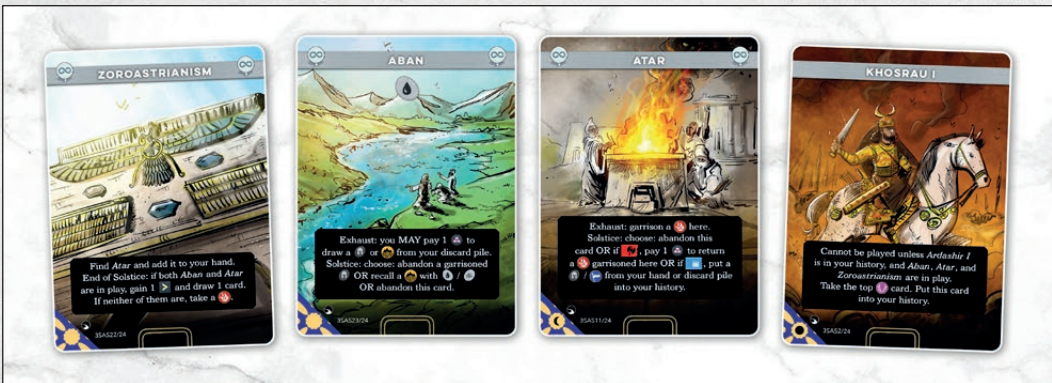 ZOROASTRIANISM
Find Atar and add it to your hand.
End of Solstice: if both Aban and Atar
are in play, gain 1 and draw 1 card.
If neither of them are, take a .
3SAS22/24
ABAN
Exhaust: you MAY pay 1 to
draw a or from your discard pile.
Solstice: choose: abandon a garrisoned
OR recall a with /
OR abandon this card.
3SAS23/24
ATAR
Exhaust: garrison a here.
Solstice: choose: abandon this
card OR if , pay 1 to return
a garrisoned here OR if , put a
/ from your hand or discard pile
into your history.
3SAS11/24
KHOSRAU I
Cannot be played unless Ardashir I
is in your history, and Aban, Atar, and
Zoroastrianism are in play.
Take the top card. Put this card
into your history.
3SAS2/24